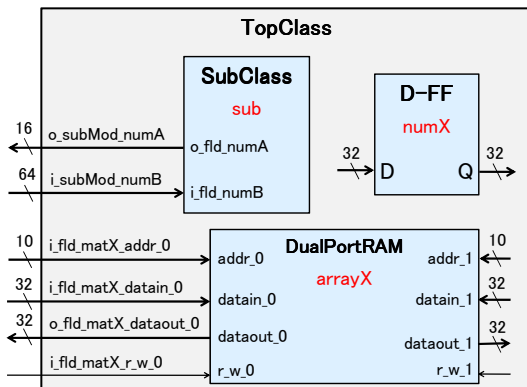 TopClass
SubClass
sub
D-FF
numX
16 o_subMod_numA o_fld_numA
32 D Q 32
64 i_subMod_numB i_fld_numB
DualPortRAM
arrayX
10 i_fld_matX_addr_0 addr_0 addr_1 10
32 i_fld_matX_datain_0 datain_0 datain_1 32
32 o_fld_matX_dataout_0 dataout_0 dataout_1 32
i_fld_matX_r_w_0 r_w_0 r_w_1